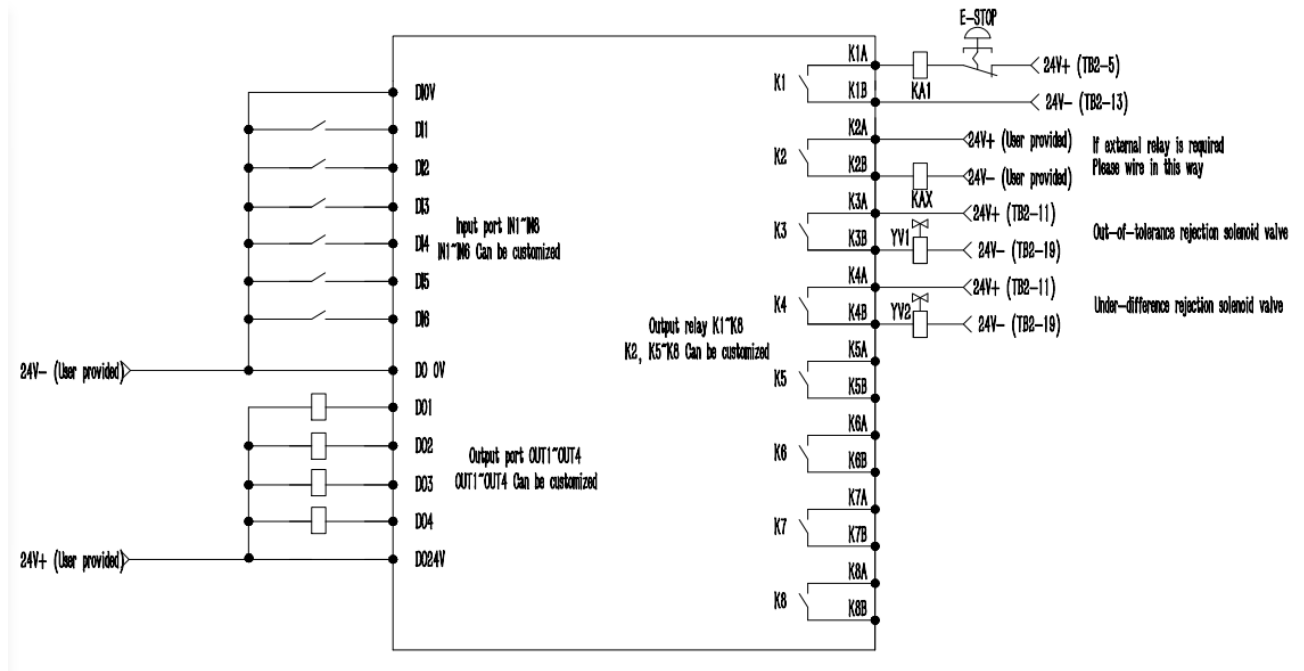 E-STOP
K1A
24V+ (TB2-5)
K1
KA1
K1B
24V- (TB2-13)
DI0V
DI1
K2A
24V+ (User provided)
If external relay is required
Please wire in this way
K2
DI2
K2B
24V- (User provided)
KAX
DI3
K3A
24V+ (TB2-11)
Input port IN1~IN8
IN1~IN6 Can be customized
K3
YV1
Out-of-tolerance rejection solenoid valve
DI4
K3B
24V- (TB2-19)
DI5
K4A
24V+ (TB2-11)
K4
YV2
Under-difference rejection solenoid valve
DI6
K4B
24V- (TB2-19)
Output relay K1~K8
K2, K5~K8 Can be customized
24V- (User provided)
DO 0V
K5A
K5
K5B
DO1
DO2
K6A
Output port OUT1~OUT4
OUT1~OUT4 Can be customized
K6
K6B
DO3
DO4
K7A
K7
K7B
24V+ (User provided)
DO24V
K8A
K8
K8B